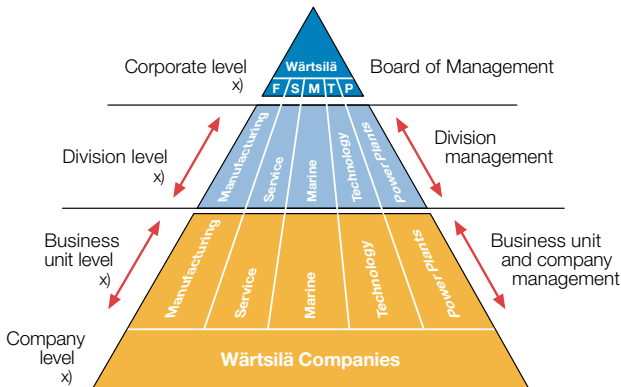 Wärtsilä
Corporate level
x)
F S M T P
Board of Management
Division level
x)
Manufacturing
Service
Marine
Technology
Power Plants
Division
management
Business
unit level
x)
Manufacturing
Service
Marine
Technology
Power Plants
Business unit
and company
management
Company
level
x)
Wärtsilä Companies